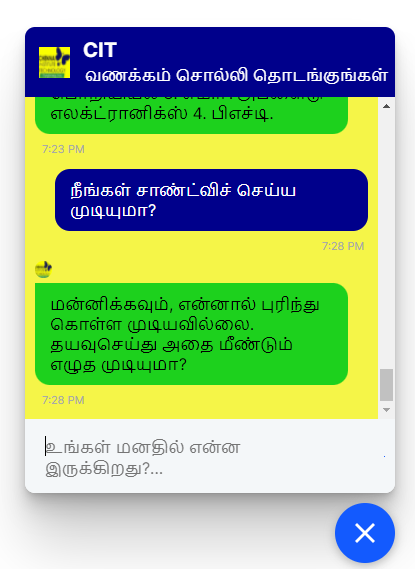 CIT
வணக்கம் சொல்லி தொடங்குங்கள்
எலக்ட்ரானிக்ஸ் 4. பிஎச்டி.
7:23 PM
நீங்கள் சாண்ட்விச் செய்ய
முடியுமா?
7:28 PM
மன்னிக்கவும், என்னால் புரிந்து
கொள்ள முடியவில்லை.
தயவுசெய்து அதை மீண்டும்
எழுத முடியுமா?
7:28 PM
உங்கள் மனதில் என்ன
இருக்கிறது?...